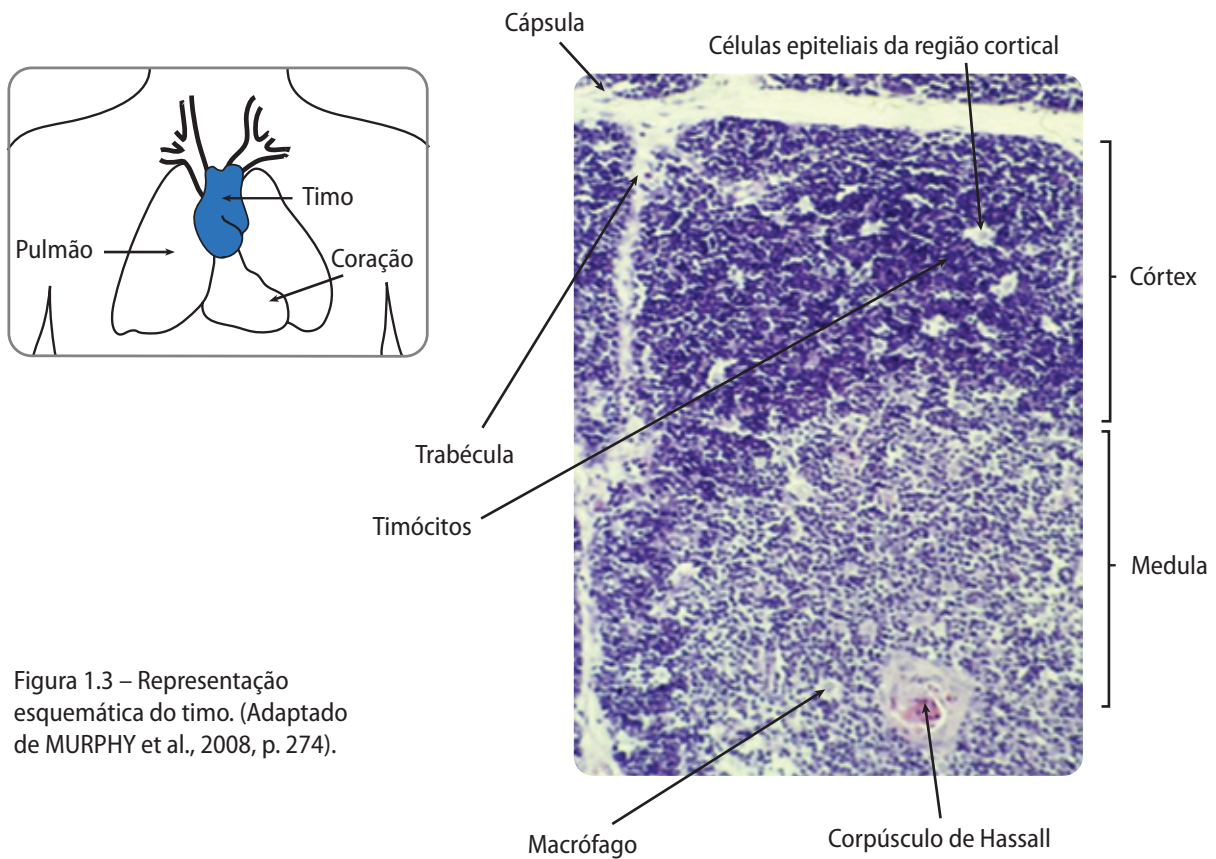 Cápsula
Células epiteliais da região cortical
Timo
Pulmão
Coração
Córtex
Trabécula
Timócitos
Medula
Figura 1.3 – Representação
esquemática do timo. (Adaptado
de MURPHY et al., 2008, p. 274).
Macrófago
Corpúsculo de Hassall